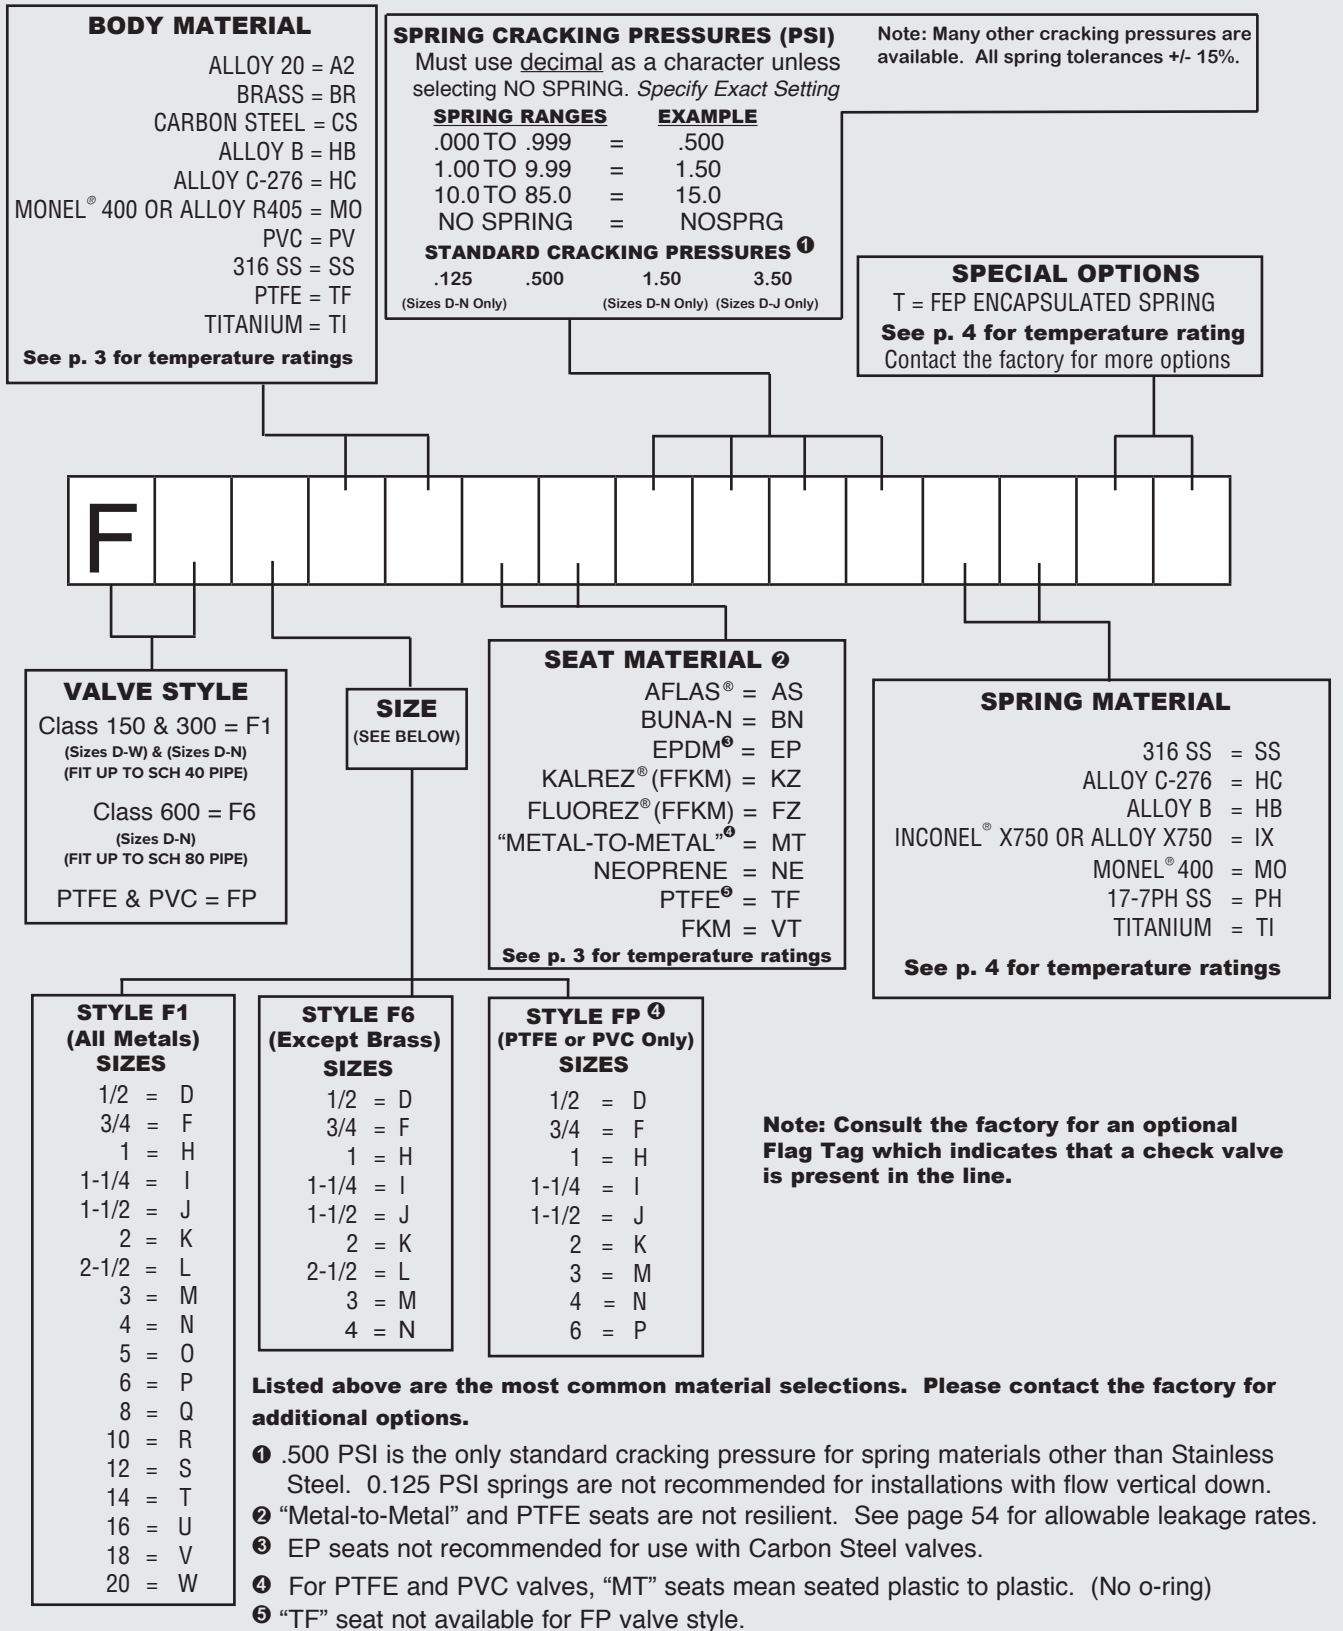 BODY MATERIAL
ALLOY 20 = A2
BRASS = BR
CARBON STEEL = CS
ALLOY B = HB
ALLOY C-276 = HC
MONEL® 400 OR ALLOY R405 = MO
PVC = PV
316 SS = SS
PTFE = TF
TITANIUM = TI
See p. 3 for temperature ratings
SPRING CRACKING PRESSURES (PSI)
Must use decimal as a character unless
selecting NO SPRING. Specify Exact Setting
SPRING RANGES EXAMPLE
.000 TO .999 = .500
1.00 TO 9.99 = 1.50
10.0 TO 85.0 = 15.0
NO SPRING = NOSPRG
STANDARD CRACKING PRESSURES ❶
.125 .500 1.50 3.50
(Sizes D-N Only) (Sizes D-N Only) (Sizes D-J Only)
Note: Many other cracking pressures are
available. All spring tolerances +/- 15%.
SPECIAL OPTIONS
T = FEP ENCAPSULATED SPRING
See p. 4 for temperature rating
Contact the factory for more options
F
VALVE STYLE
Class 150 & 300 = F1
(Sizes D-W) & (Sizes D-N)
(FIT UP TO SCH 40 PIPE)
Class 600 = F6
(Sizes D-N)
(FIT UP TO SCH 80 PIPE)
PTFE & PVC = FP
SIZE
(SEE BELOW)
SEAT MATERIAL ❷
AFLAS® = AS
BUNA-N = BN
EPDM❸ = EP
KALREZ® (FFKM) = KZ
FLUOREZ® (FFKM) = FZ
“METAL-TO-METAL”❹ = MT
NEOPRENE = NE
PTFE❺ = TF
FKM = VT
See p. 3 for temperature ratings
SPRING MATERIAL
316 SS = SS
ALLOY C-276 = HC
ALLOY B = HB
INCONEL® X750 OR ALLOY X750 = IX
MONEL® 400 = MO
17-7PH SS = PH
TITANIUM = TI
See p. 4 for temperature ratings
STYLE F1
(All Metals)
SIZES
1/2 = D
3/4 = F
1 = H
1-1/4 = I
1-1/2 = J
2 = K
2-1/2 = L
3 = M
4 = N
5 = O
6 = P
8 = Q
10 = R
12 = S
14 = T
16 = U
18 = V
20 = W
STYLE F6
(Except Brass)
SIZES
1/2 = D
3/4 = F
1 = H
1-1/4 = I
1-1/2 = J
2 = K
2-1/2 = L
3 = M
4 = N
STYLE FP ❹
(PTFE or PVC Only)
SIZES
1/2 = D
3/4 = F
1 = H
1-1/4 = I
1-1/2 = J
2 = K
3 = M
4 = N
6 = P
Note: Consult the factory for an optional
Flag Tag which indicates that a check valve
is present in the line.
Listed above are the most common material selections. Please contact the factory for
additional options.
❶ .500 PSI is the only standard cracking pressure for spring materials other than Stainless
Steel. 0.125 PSI springs are not recommended for installations with flow vertical down.
❷ “Metal-to-Metal” and PTFE seats are not resilient. See page 54 for allowable leakage rates.
❸ EP seats not recommended for use with Carbon Steel valves.
❹ For PTFE and PVC valves, “MT” seats mean seated plastic to plastic. (No o-ring)
❺ “TF” seat not available for FP valve style.